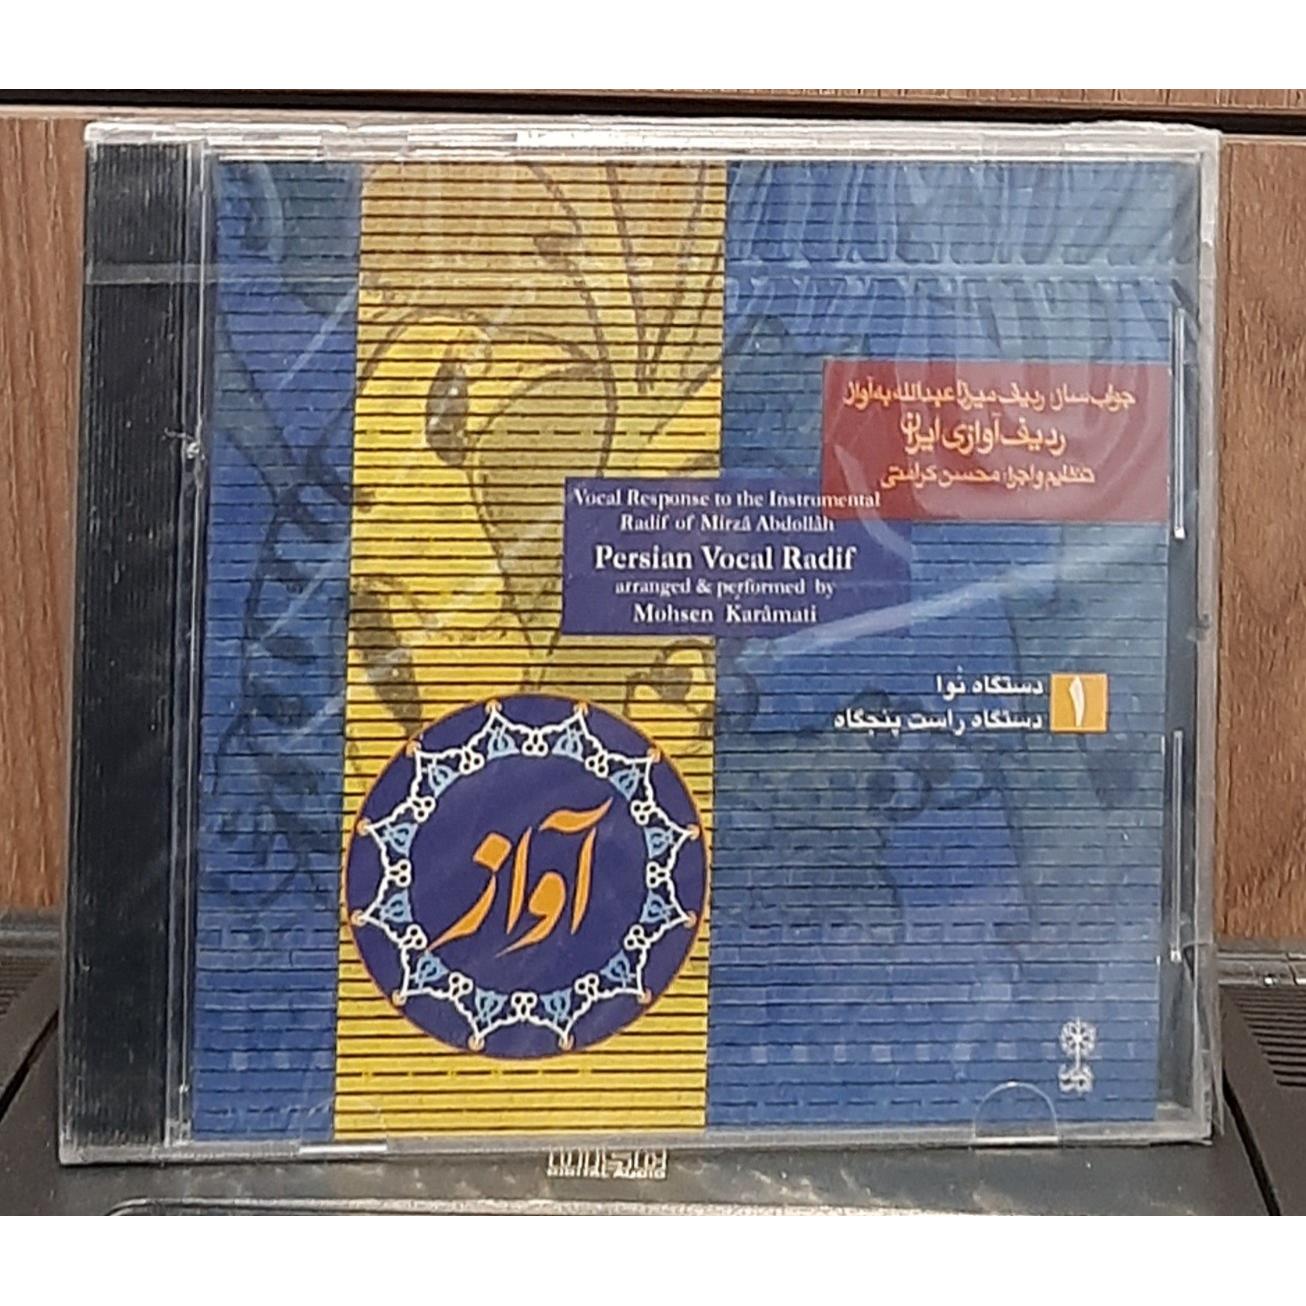 جواب ساز ردیف میرزا عبدالله به آواز
ردیف آوازی ایران
تنظیم و اجرا: محسن کرامتی
Vocal Response to the Instrumental
Radif of Mirzâ Abdollâh
Persian Vocal Radif
arranged & performed by
Mohsen Karâmati
۱
دستگاه نوا
دستگاه راست پنجگاه
آواز
DIGITAL AUDIO